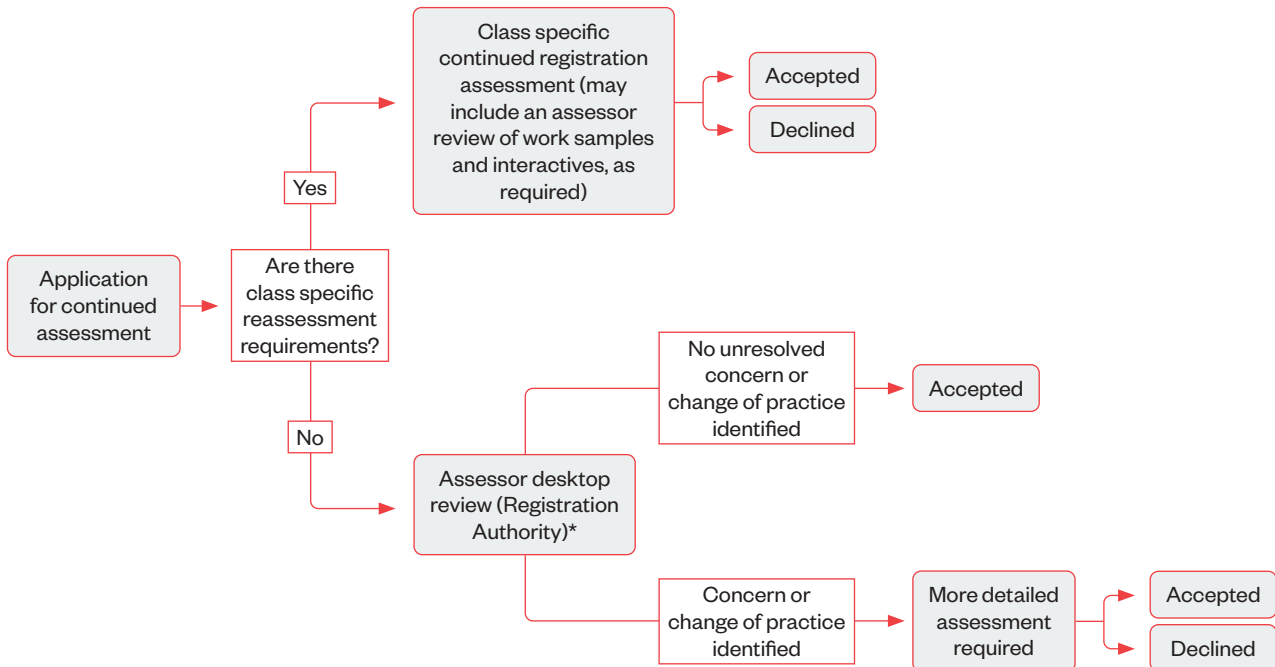 Application
for continued
assessment
Are there
class specific
reassessment
requirements?
Yes
Class specific
continued registration
assessment (may
include an assessor
review of work samples
and interactives, as
required)
Accepted
Declined
No
Assessor desktop
review (Registration
Authority)*
No unresolved
concern or
change of practice
identified
Accepted
Concern or
change of practice
identified
More detailed
assessment
required
Accepted
Declined